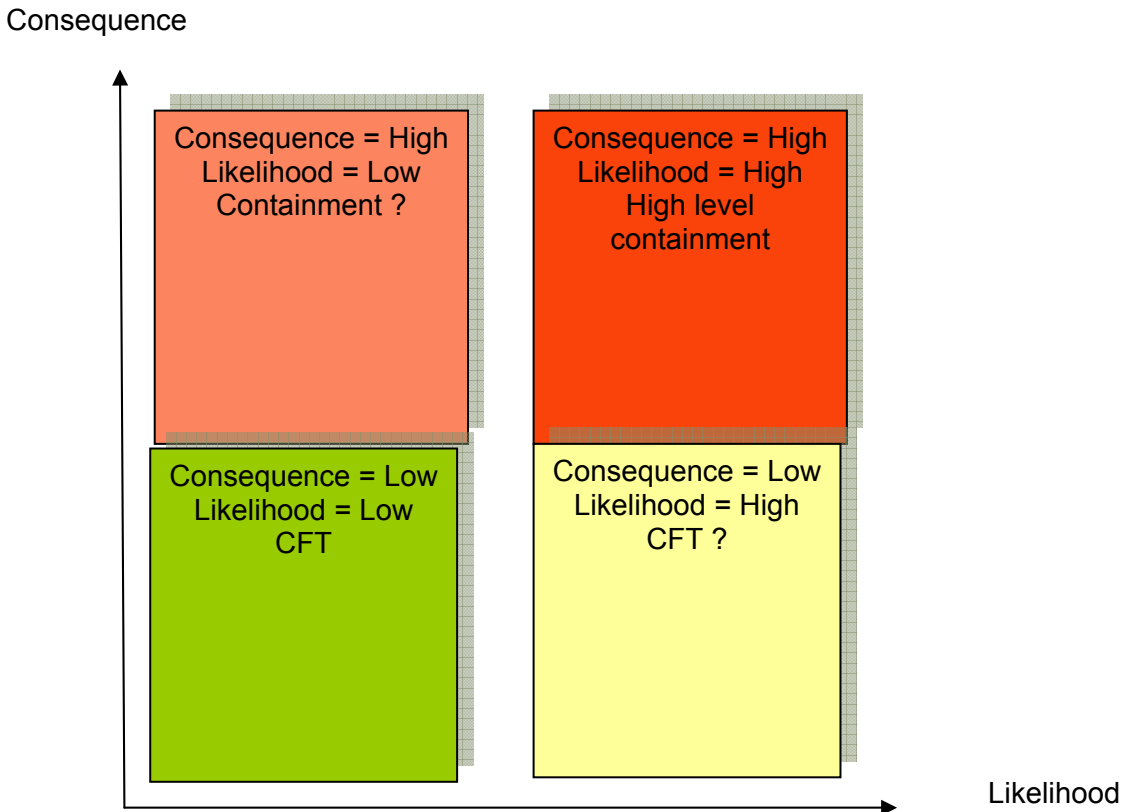 Consequence
Consequence = High
Likelihood = Low
Containment ?
Consequence = High
Likelihood = High
High level
containment
Consequence = Low
Likelihood = Low
CFT
Consequence = Low
Likelihood = High
CFT ?
Likelihood